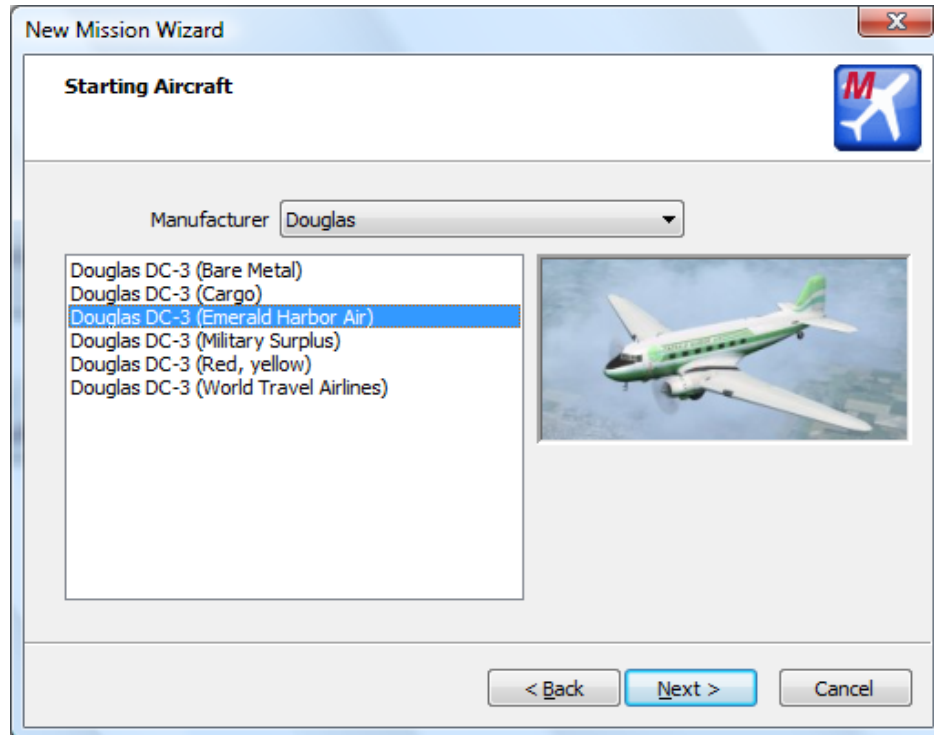 New Mission Wizard
Starting Aircraft
M
Manufacturer Douglas
Douglas DC-3 (Bare Metal)
Douglas DC-3 (Cargo)
Douglas DC-3 (Emerald Harbor Air)
Douglas DC-3 (Military Surplus)
Douglas DC-3 (Red, yellow)
Douglas DC-3 (World Travel Airlines)
< Back Next > Cancel